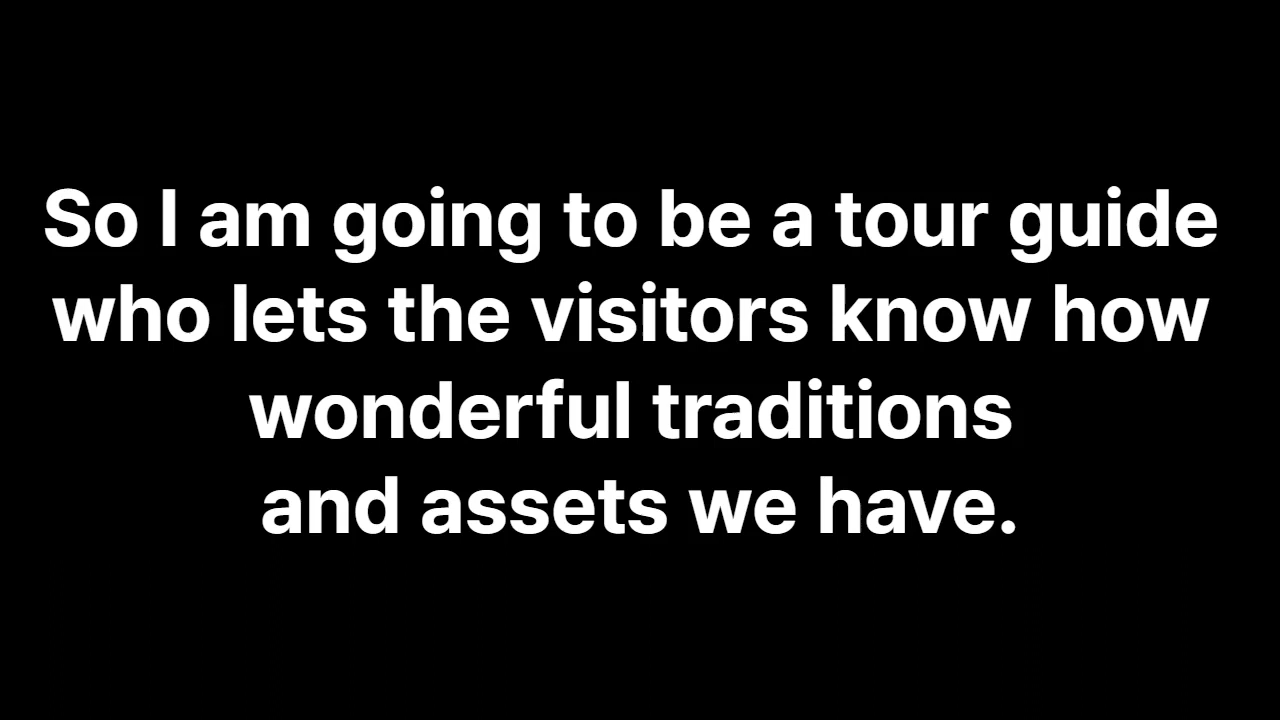 So I am going to be a tour guide
who lets the visitors know how
wonderful traditions
and assets we have.